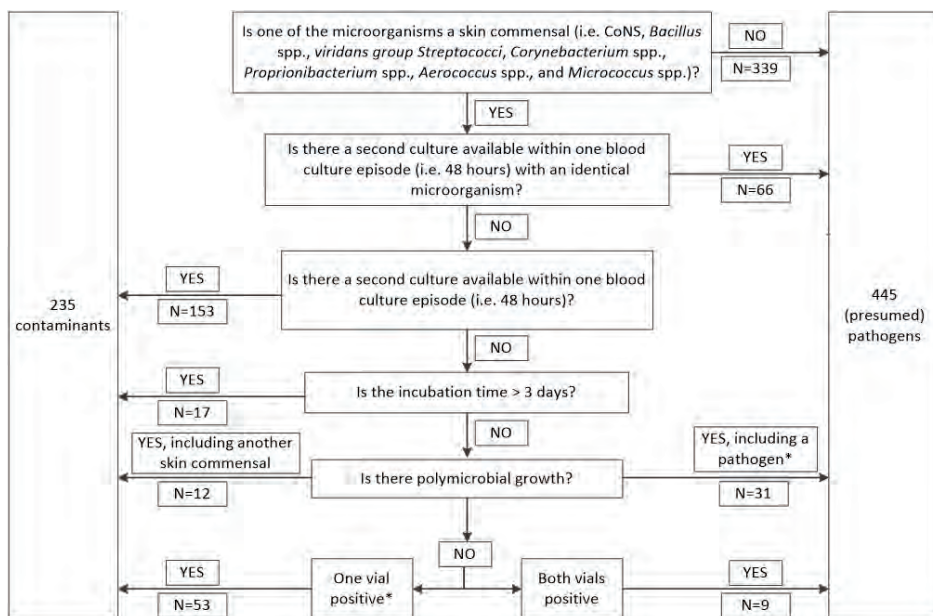 Is one of the microorganisms a skin commensal (i.e. CoNS, Bacillus
spp., viridans group Streptococci, Corynebacterium spp.,
Proprionibacterium spp., Aerococcus spp., and Micrococcus spp.)?
NO
N=339
YES
Is there a second culture available within one blood
culture episode (i.e. 48 hours) with an identical
microorganism?
YES
N=66
NO
Is there a second culture available within one blood
culture episode (i.e. 48 hours)?
YES
N=153
235
contaminants
445
(presumed)
pathogens
NO
Is the incubation time > 3 days?
YES
N=17
NO
YES, including another
skin commensal
N=12
Is there polymicrobial growth?
YES, including a
pathogen*
N=31
NO
YES
N=53
One vial
positive*
Both vials
positive
YES
N=9